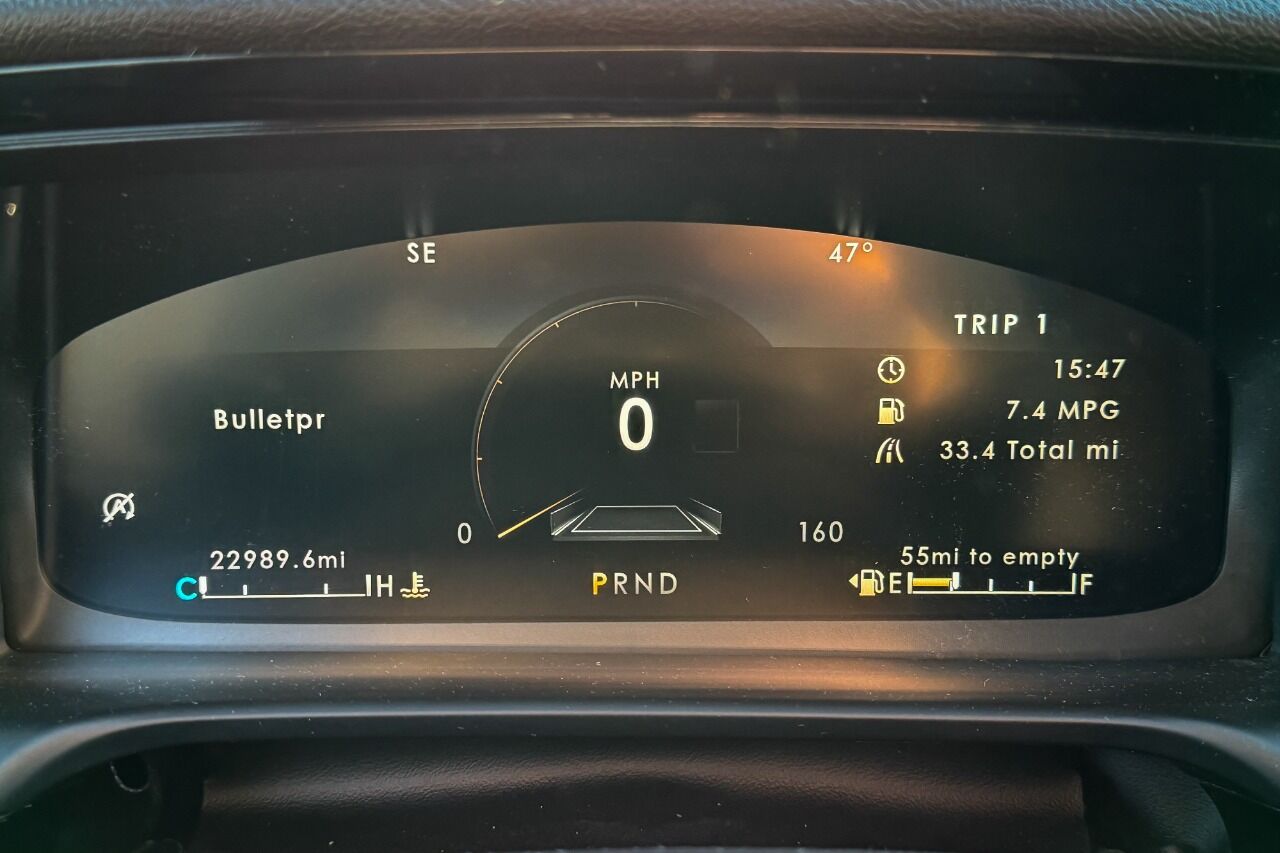 SE
47°
TRIP 1
15:47
7.4 MPG
33.4 Total mi
Bulletpr
MPH
0
0
160
22989.6mi
C H
PRND
55mi to empty
E F